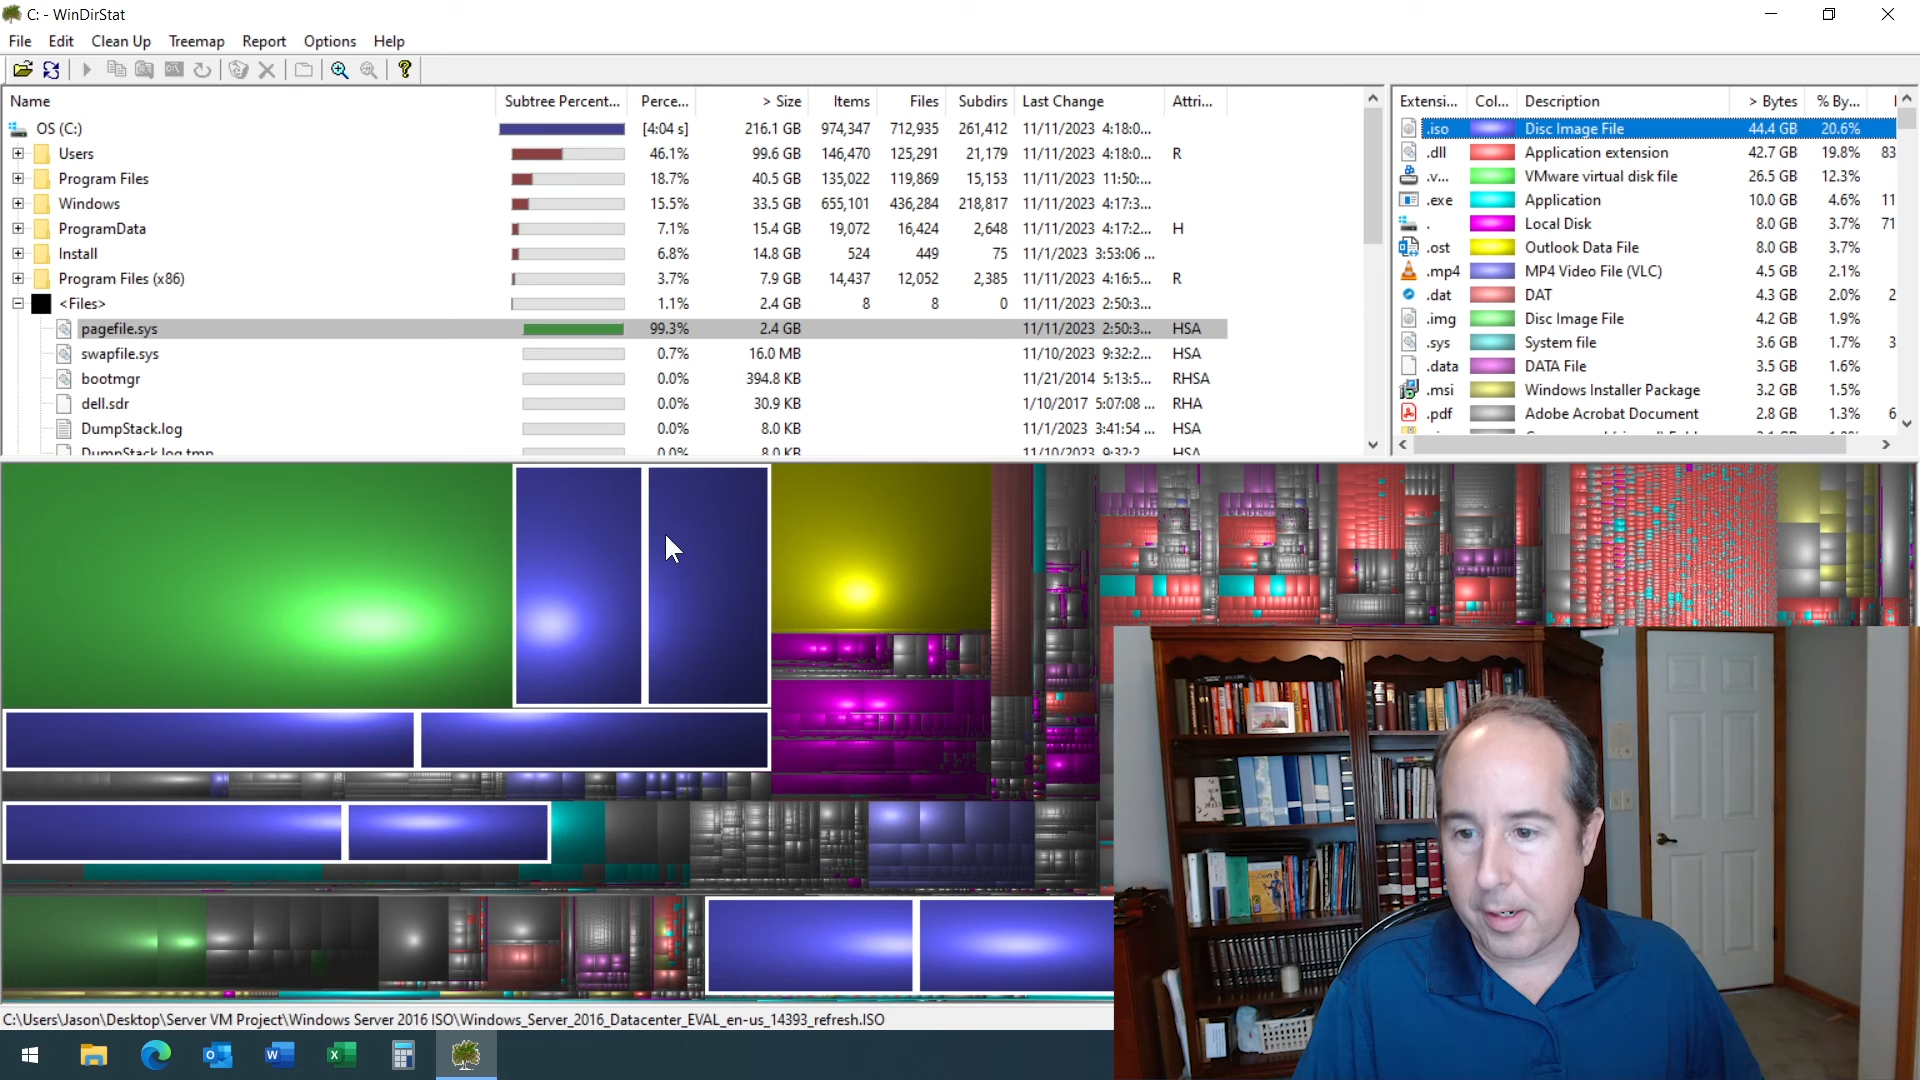 C: - WinDirStat
File Edit Clean Up Treemap Report Options Help
Name Subtree Percent... Perce... > Size Items Files Subdirs Last Change Attri...
OS (C:) [4:04 s] 216.1 GB 974,347 712,935 261,412 11/11/2023 4:18:0...
Users 46.1% 99.6 GB 146,470 125,291 21,179 11/11/2023 4:18:0... R
Program Files 18.7% 40.5 GB 135,022 119,869 15,153 11/11/2023 11:50:...
Windows 15.5% 33.5 GB 655,101 436,284 218,817 11/11/2023 4:17:3...
ProgramData 7.1% 15.4 GB 19,072 16,424 2,648 11/11/2023 4:17:2... H
Install 6.8% 14.8 GB 524 449 75 11/1/2023 3:53:06 ...
Program Files (x86) 3.7% 7.9 GB 14,437 12,052 2,385 11/11/2023 4:16:5... R
<Files> 1.1% 2.4 GB 8 8 0 11/11/2023 2:50:3...
pagefile.sys 99.3% 2.4 GB 11/11/2023 2:50:3... HSA
swapfile.sys 0.7% 16.0 MB 11/10/2023 9:32:2... HSA
bootmgr 0.0% 394.8 KB 11/21/2014 5:13:5... RHSA
dell.sdr 0.0% 30.9 KB 1/10/2017 5:07:08 ... RHA
DumpStack.log 0.0% 8.0 KB 11/1/2023 3:41:54 ... HSA
DumpStack.log.tmp 0.0% 8.0 KB 11/10/2023 9:32:2... HSA
Extensi... Col... Description > Bytes % By...
.iso Disc Image File 44.4 GB 20.6%
.dll Application extension 42.7 GB 19.8% 83
.v... VMware virtual disk file 26.5 GB 12.3%
.exe Application 10.0 GB 4.6% 11
. Local Disk 8.0 GB 3.7% 71
.ost Outlook Data File 8.0 GB 3.7%
.mp4 MP4 Video File (VLC) 4.5 GB 2.1%
.dat DAT 4.3 GB 2.0% 2
.img Disc Image File 4.2 GB 1.9%
.sys System file 3.6 GB 1.7% 3
.data DATA File 3.5 GB 1.6%
.msi Windows Installer Package 3.2 GB 1.5%
.pdf Adobe Acrobat Document 2.8 GB 1.3% 6
C:\Users\Jason\Desktop\Server VM Project\Windows Server 2016 ISO\Windows_Server_2016_Datacenter_EVAL_en-us_14393_refresh.ISO